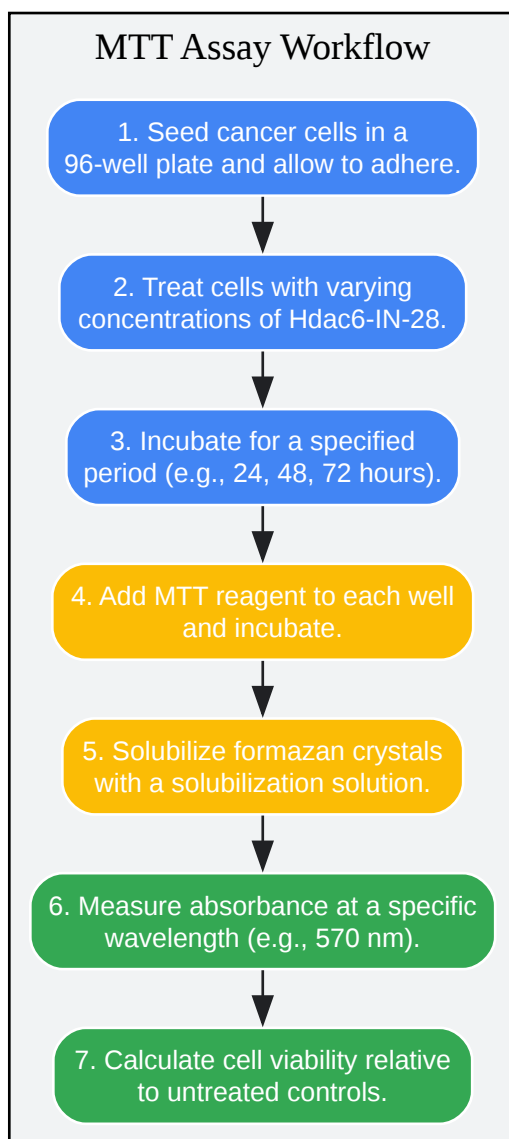 MTT Assay Workflow
1. Seed cancer cells in a
96-well plate and allow to adhere.
2. Treat cells with varying
concentrations of Hdac6-IN-28.
3. Incubate for a specified
period (e.g., 24, 48, 72 hours).
4. Add MTT reagent to each well
and incubate.
5. Solubilize formazan crystals
with a solubilization solution.
6. Measure absorbance at a specific
wavelength (e.g., 570 nm).
7. Calculate cell viability relative
to untreated controls.